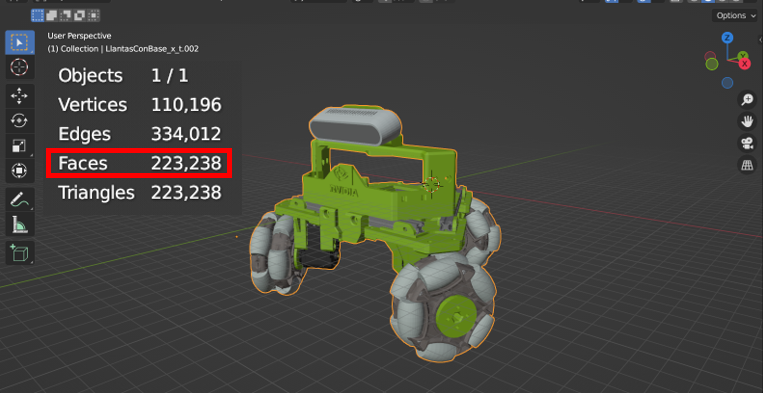 Options
User Perspective
(1) Collection | LlantasConBase_x_t.002
Objects 1 / 1
Vertices 110,196
Edges 334,012
Faces 223,238
Triangles 223,238
Z
Y
X
NVIDIA